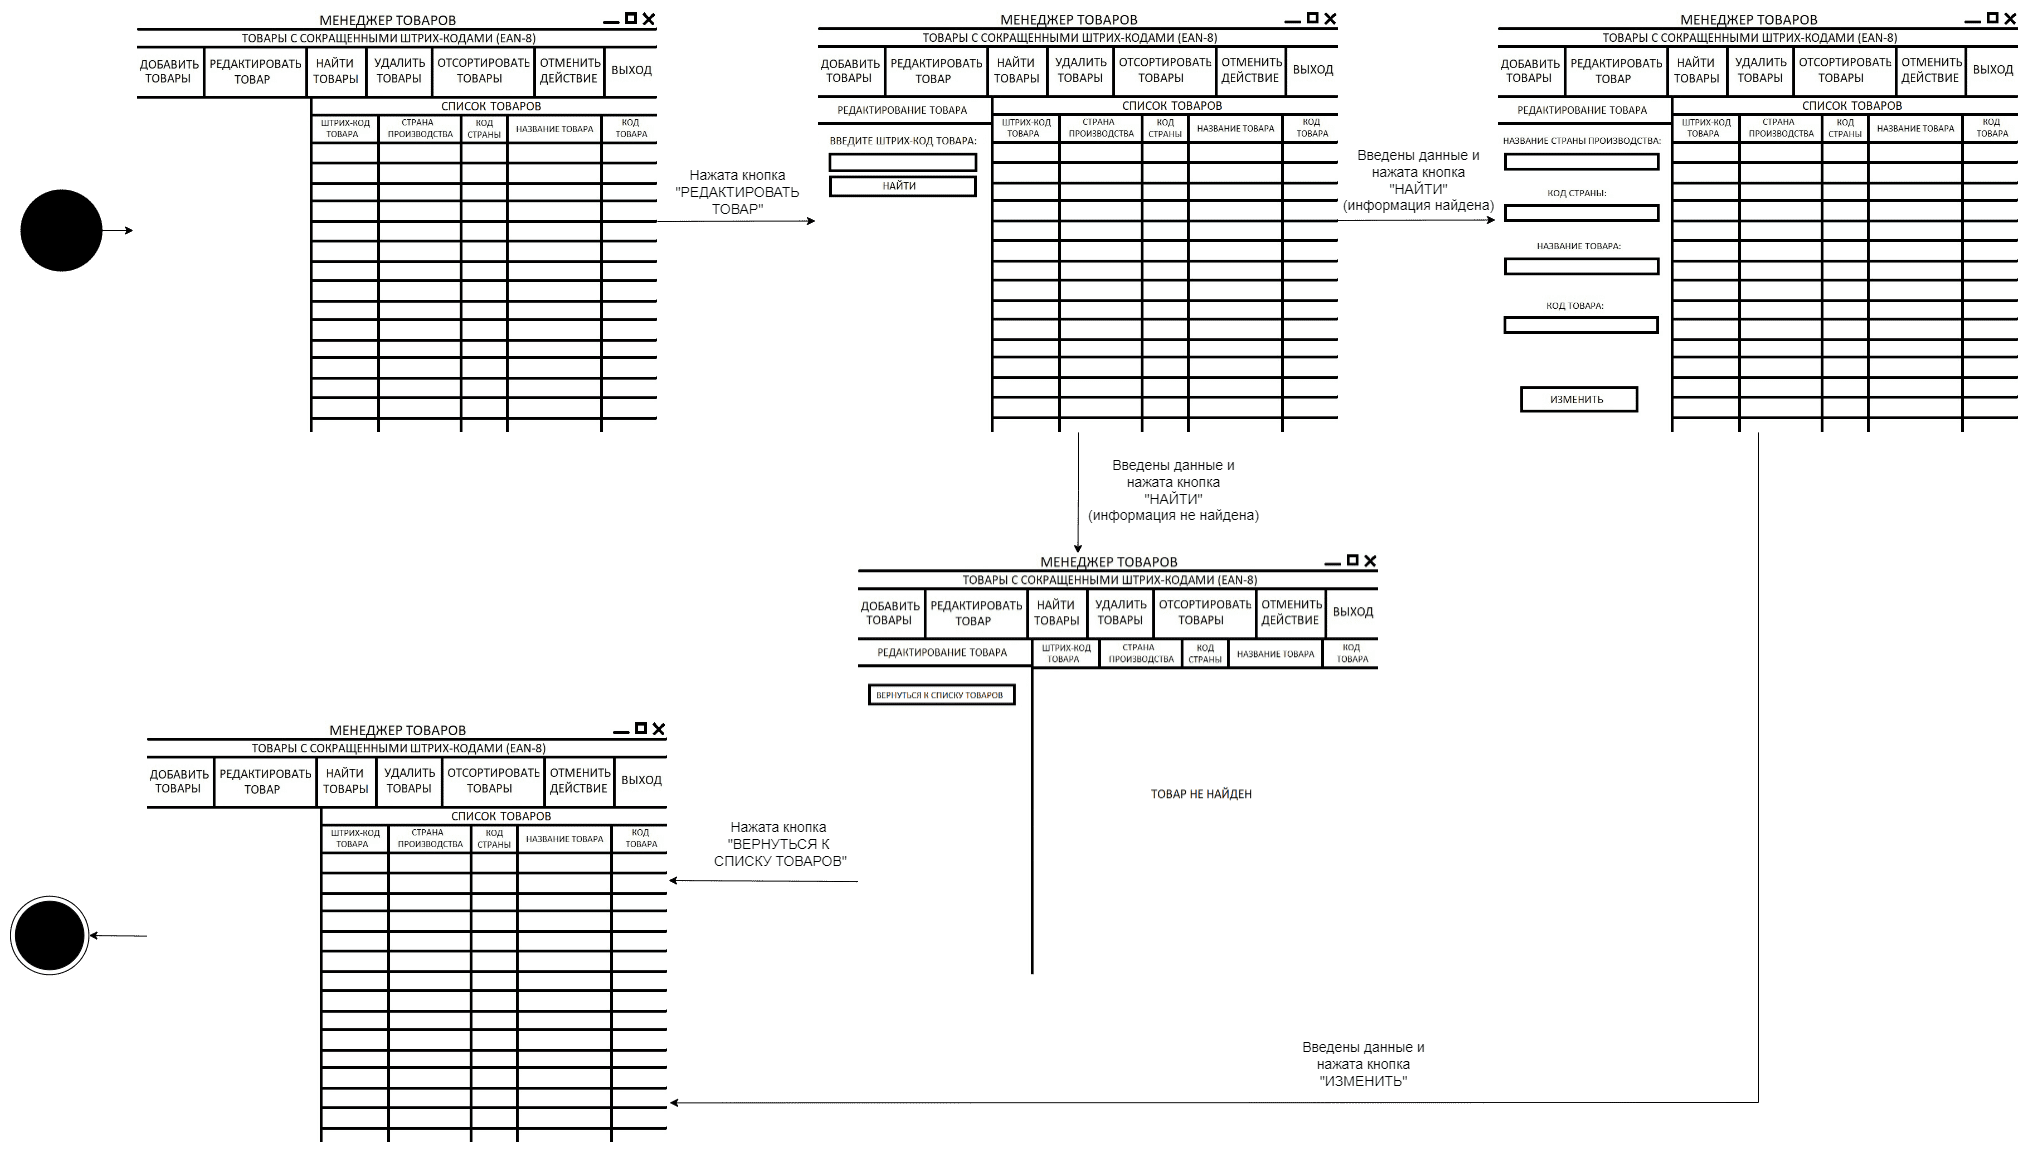 МЕНЕДЖЕР ТОВАРОВ
ТОВАРЫ С СОКРАЩЕННЫМИ ШТРИХ-КОДАМИ (EAN-8)
ДОБАВИТЬ
ТОВАРЫ
РЕДАКТИРОВАТЬ
ТОВАР
НАЙТИ
ТОВАРЫ
УДАЛИТЬ
ТОВАРЫ
ОТСОРТИРОВАТЬ
ТОВАРЫ
ОТМЕНИТЬ
ДЕЙСТВИЕ
ВЫХОД
СПИСОК ТОВАРОВ
ШТРИХ-КОД
ТОВАРА
СТРАНА
ПРОИЗВОДСТВА
КОД
СТРАНЫ
НАЗВАНИЕ ТОВАРА
КОД
ТОВАРА
Нажата кнопка
"РЕДАКТИРОВАТЬ
ТОВАР"
МЕНЕДЖЕР ТОВАРОВ
ТОВАРЫ С СОКРАЩЕННЫМИ ШТРИХ-КОДАМИ (EAN-8)
ДОБАВИТЬ
ТОВАРЫ
РЕДАКТИРОВАТЬ
ТОВАР
НАЙТИ
ТОВАРЫ
УДАЛИТЬ
ТОВАРЫ
ОТСОРТИРОВАТЬ
ТОВАРЫ
ОТМЕНИТЬ
ДЕЙСТВИЕ
ВЫХОД
РЕДАКТИРОВАНИЕ ТОВАРА
ВВЕДИТЕ ШТРИХ-КОД ТОВАРА:
НАЙТИ
СПИСОК ТОВАРОВ
ШТРИХ-КОД
ТОВАРА
СТРАНА
ПРОИЗВОДСТВА
КОД
СТРАНЫ
НАЗВАНИЕ ТОВАРА
КОД
ТОВАРА
Введены данные и
нажата кнопка
"НАЙТИ"
(информация найдена)
МЕНЕДЖЕР ТОВАРОВ
ТОВАРЫ С СОКРАЩЕННЫМИ ШТРИХ-КОДАМИ (EAN-8)
ДОБАВИТЬ
ТОВАРЫ
РЕДАКТИРОВАТЬ
ТОВАР
НАЙТИ
ТОВАРЫ
УДАЛИТЬ
ТОВАРЫ
ОТСОРТИРОВАТЬ
ТОВАРЫ
ОТМЕНИТЬ
ДЕЙСТВИЕ
ВЫХОД
РЕДАКТИРОВАНИЕ ТОВАРА
НАЗВАНИЕ СТРАНЫ ПРОИЗВОДСТВА:
КОД СТРАНЫ:
НАЗВАНИЕ ТОВАРА:
КОД ТОВАРА:
ИЗМЕНИТЬ
СПИСОК ТОВАРОВ
ШТРИХ-КОД
ТОВАРА
СТРАНА
ПРОИЗВОДСТВА
КОД
СТРАНЫ
НАЗВАНИЕ ТОВАРА
КОД
ТОВАРА
Введены данные и
нажата кнопка
"НАЙТИ"
(информация не найдена)
МЕНЕДЖЕР ТОВАРОВ
ТОВАРЫ С СОКРАЩЕННЫМИ ШТРИХ-КОДАМИ (EAN-8)
ДОБАВИТЬ
ТОВАРЫ
РЕДАКТИРОВАТЬ
ТОВАР
НАЙТИ
ТОВАРЫ
УДАЛИТЬ
ТОВАРЫ
ОТСОРТИРОВАТЬ
ТОВАРЫ
ОТМЕНИТЬ
ДЕЙСТВИЕ
ВЫХОД
РЕДАКТИРОВАНИЕ ТОВАРА
ВЕРНУТЬСЯ К СПИСКУ ТОВАРОВ
ШТРИХ-КОД
ТОВАРА
СТРАНА
ПРОИЗВОДСТВА
КОД
СТРАНЫ
НАЗВАНИЕ ТОВАРА
КОД
ТОВАРА
ТОВАР НЕ НАЙДЕН
МЕНЕДЖЕР ТОВАРОВ
ТОВАРЫ С СОКРАЩЕННЫМИ ШТРИХ-КОДАМИ (EAN-8)
ДОБАВИТЬ
ТОВАРЫ
РЕДАКТИРОВАТЬ
ТОВАР
НАЙТИ
ТОВАРЫ
УДАЛИТЬ
ТОВАРЫ
ОТСОРТИРОВАТЬ
ТОВАРЫ
ОТМЕНИТЬ
ДЕЙСТВИЕ
ВЫХОД
СПИСОК ТОВАРОВ
ШТРИХ-КОД
ТОВАРА
СТРАНА
ПРОИЗВОДСТВА
КОД
СТРАНЫ
НАЗВАНИЕ ТОВАРА
КОД
ТОВАРА
Нажата кнопка
"ВЕРНУТЬСЯ К
СПИСКУ ТОВАРОВ"
Введены данные и
нажата кнопка
"ИЗМЕНИТЬ"